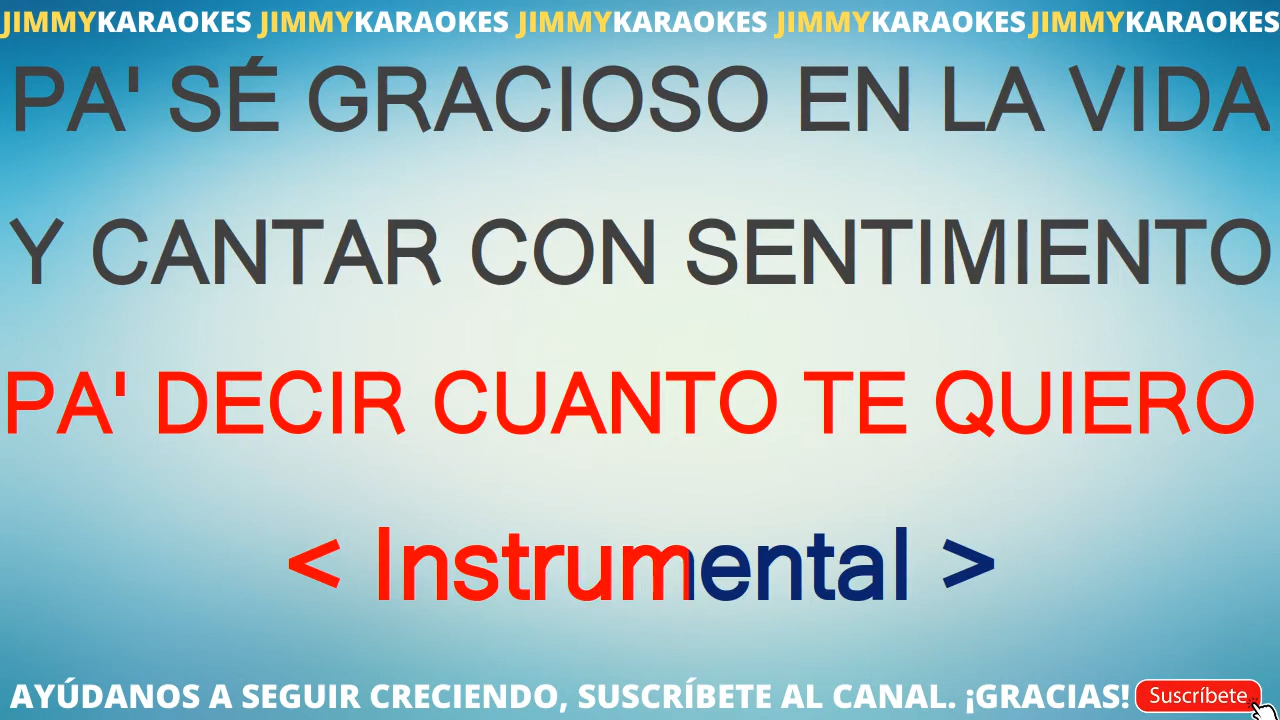 JIMMYKARAOKES JIMMYKARAOKES JIMMYKARAOKES JIMMYKARAOKES JIMMYKARAOKES
PA' SÉ GRACIOSO EN LA VIDA
Y CANTAR CON SENTIMIENTO
PA' DECIR CUANTO TE QUIERO
< Instrumental >
AYÚDANOS A SEGUIR CRECIENDO, SUSCRÍBETE AL CANAL. ¡GRACIAS! Suscríbete